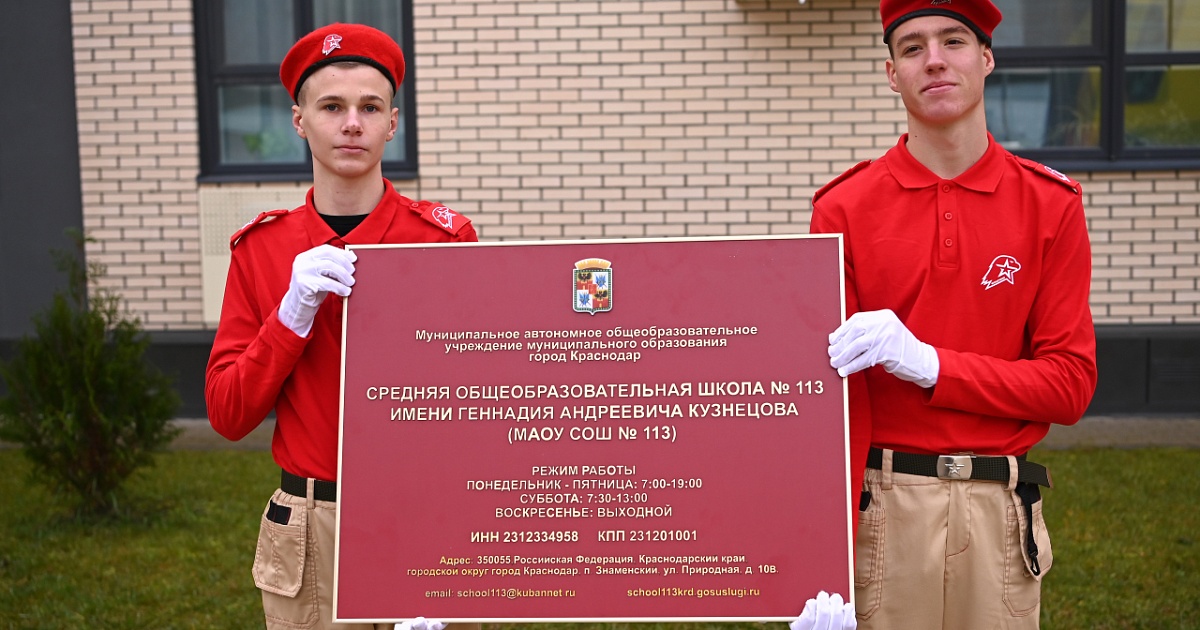 Муниципальное автономное общеобразовательное
учреждение муниципального образования
город Краснодар
СРЕДНЯЯ ОБЩЕОБРАЗОВАТЕЛЬНАЯ ШКОЛА № 113
ИМЕНИ ГЕННАДИЯ АНДРЕЕВИЧА КУЗНЕЦОВА
(МАОУ СОШ № 113)
РЕЖИМ РАБОТЫ
ПОНЕДЕЛЬНИК - ПЯТНИЦА: 7:00-19:00
СУББОТА: 7:30-13:00
ВОСКРЕСЕНЬЕ: ВЫХОДНОЙ
ИНН 2312334958 КПП 231201001
Адрес: 350055 Российская Федерация. Краснодарский край
городской округ город Краснодар. п. Знаменский. ул. Природная. д. 10В.
email: school113@kubannet.ru school113krd.gosuslugi.ru